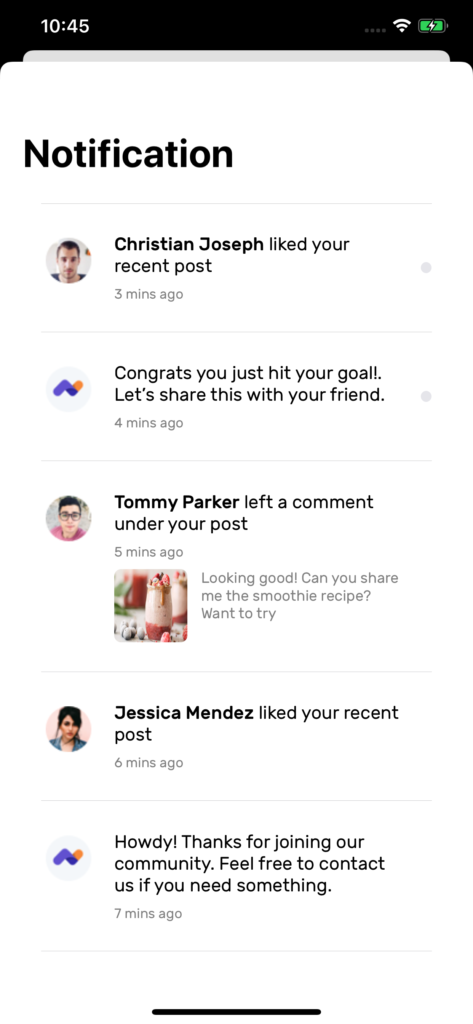 10:45
Notification
Christian Joseph liked your
recent post
3 mins ago
Congrats you just hit your goal!.
Let’s share this with your friend.
4 mins ago
Tommy Parker left a comment
under your post
5 mins ago
Looking good! Can you share
me the smoothie recipe?
Want to try
Jessica Mendez liked your recent
post
6 mins ago
Howdy! Thanks for joining our
community. Feel free to contact
us if you need something.
7 mins ago